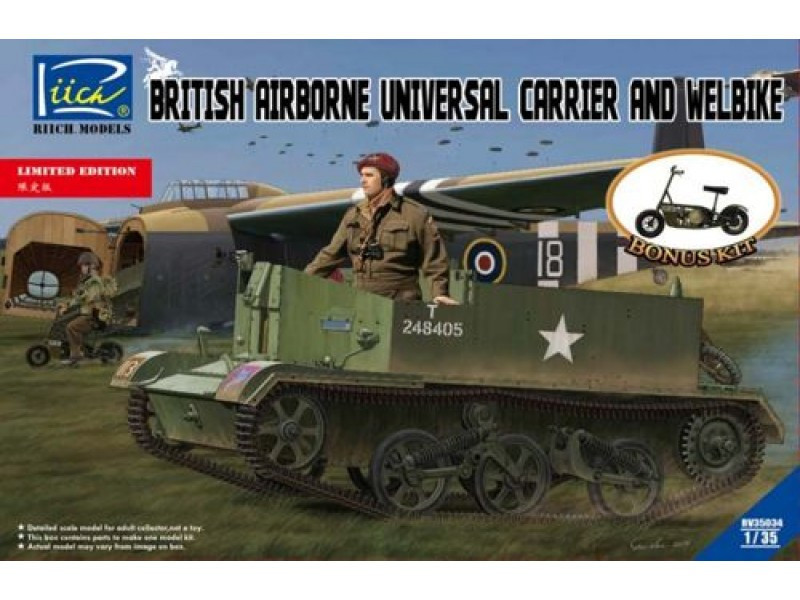 Riich®
RIICH MODELS
BRITISH AIRBORNE UNIVERSAL CARRIER AND WELBIKE
LIMITED EDITION
限定版
BONUS KIT
18
T
248405
★ Detailed scale model for adult collector,not a toy.
★ This box contains parts to make one model kit.
★ Actual model may vary from image on box.
RV35034
1/35